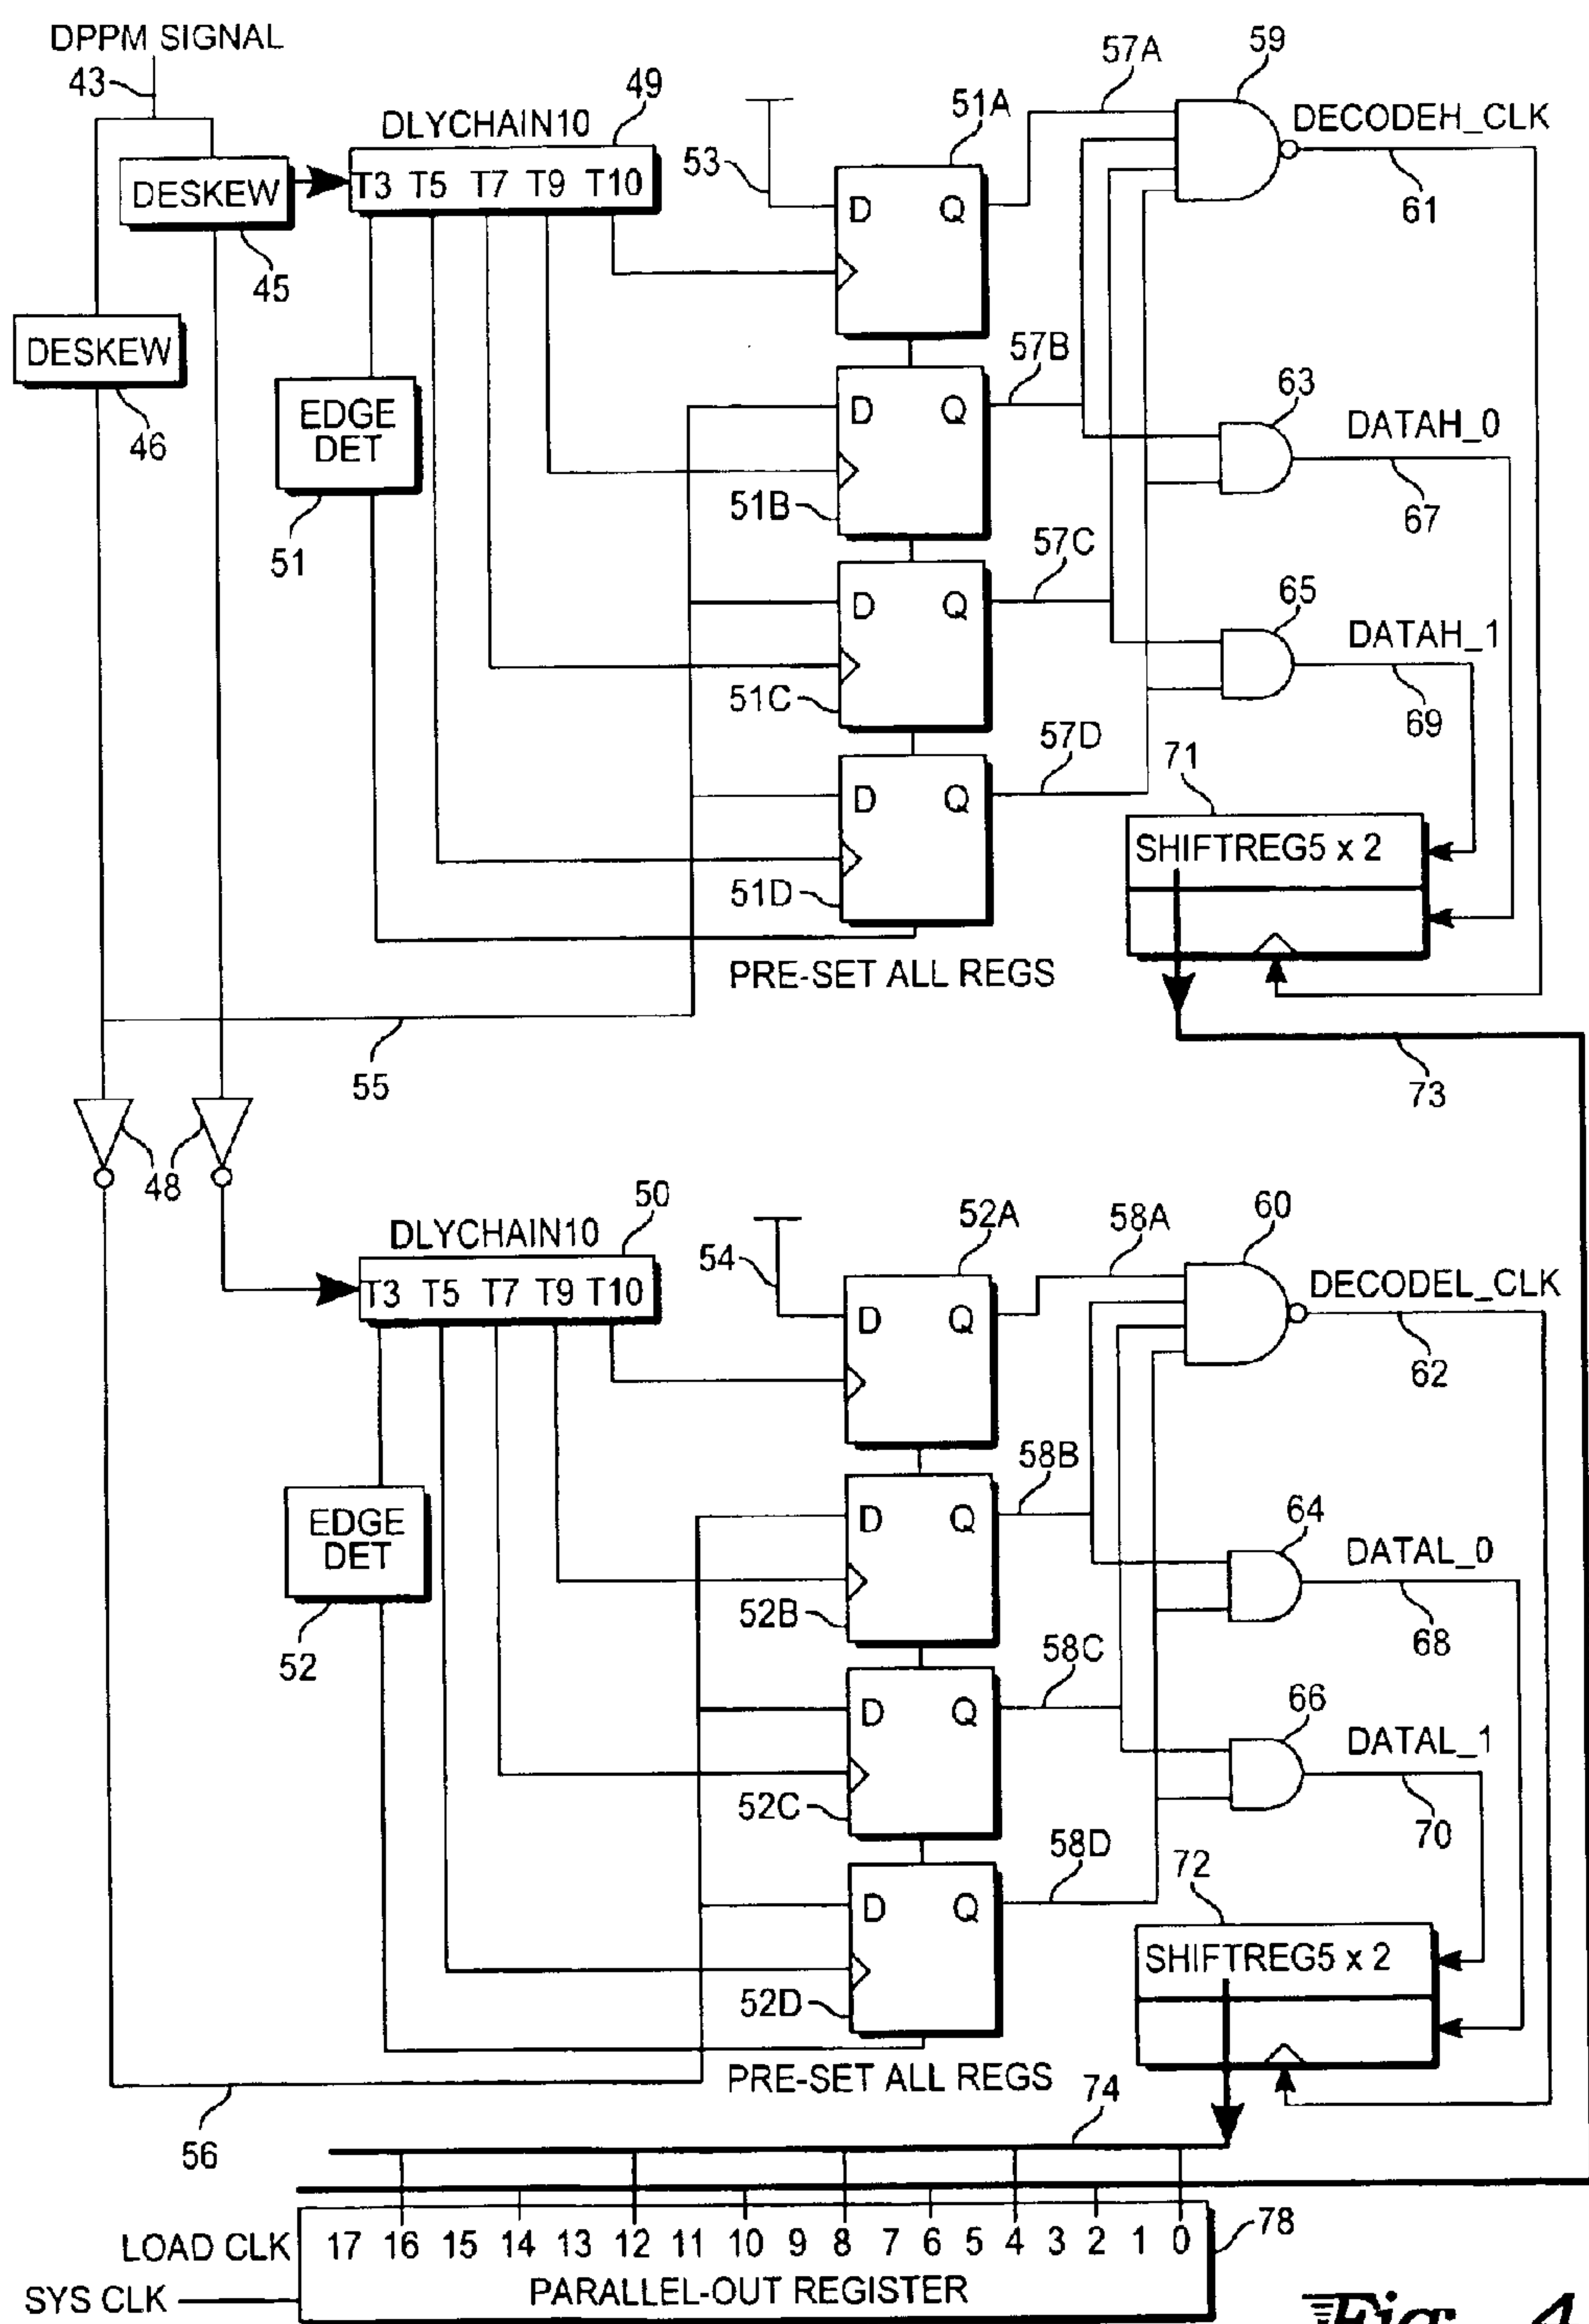 DPPM SIGNAL
43
DESKEW
45
DESKEW
46
DLYCHAIN10
49
T3 T5 T7 T9 T10
EDGE
DET
51
53
51A
D Q
57A
59
DECODEH_CLK
61
57B
D Q
51B
63
DATAH_0
67
57C
D Q
51C
65
DATAH_1
69
57D
D Q
51D
71
SHIFTREG5 x 2
PRE-SET ALL REGS
55
73
48
DLYCHAIN10
50
T3 T5 T7 T9 T10
EDGE
DET
52
54
52A
D Q
58A
60
DECODEL_CLK
62
58B
D Q
52B
64
DATAL_0
68
58C
D Q
52C
66
DATAL_1
70
58D
D Q
52D
72
SHIFTREG5 x 2
PRE-SET ALL REGS
56
74
LOAD CLK 17 16 15 14 13 12 11 10 9 8 7 6 5 4 3 2 1 0
78
SYS CLK PARALLEL-OUT REGISTER
Fig. 4